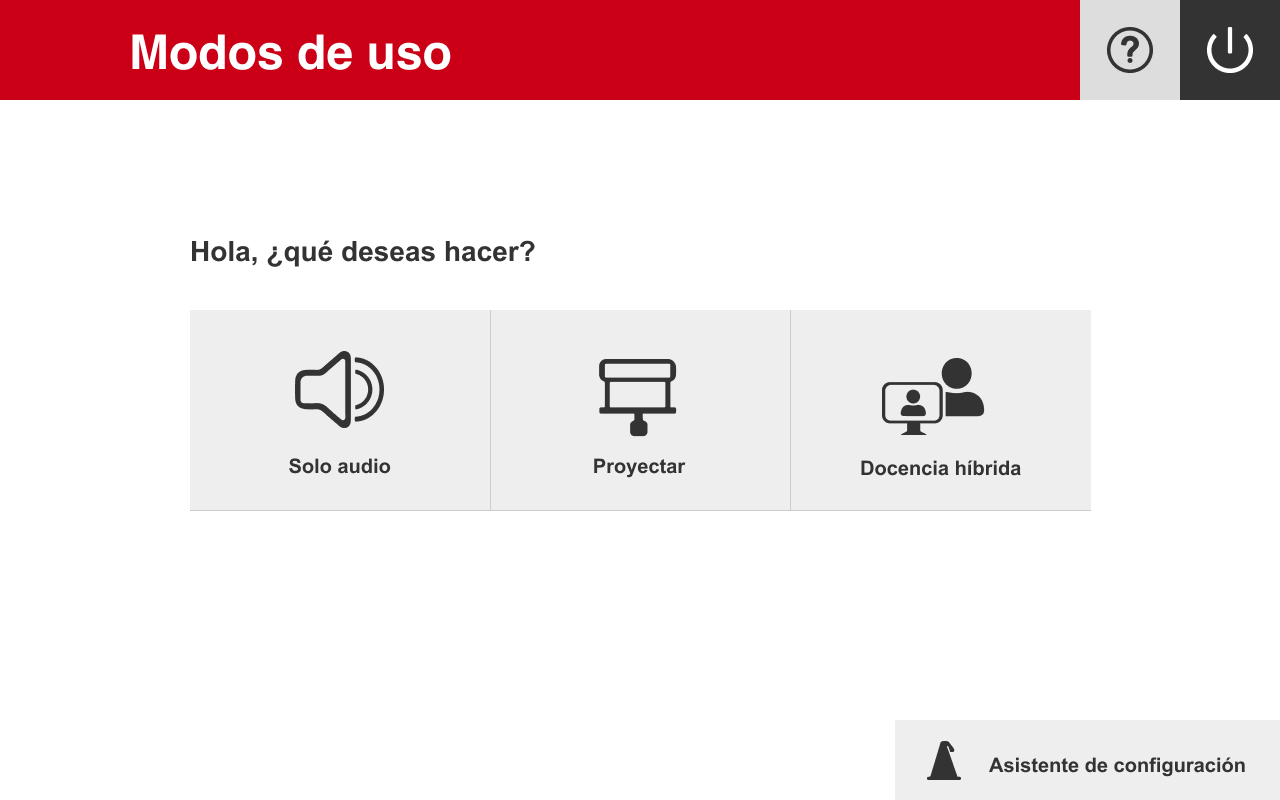 Modos de uso
Hola, ¿qué deseas hacer?
Solo audio
Proyectar
Docencia híbrida
Asistente de configuración